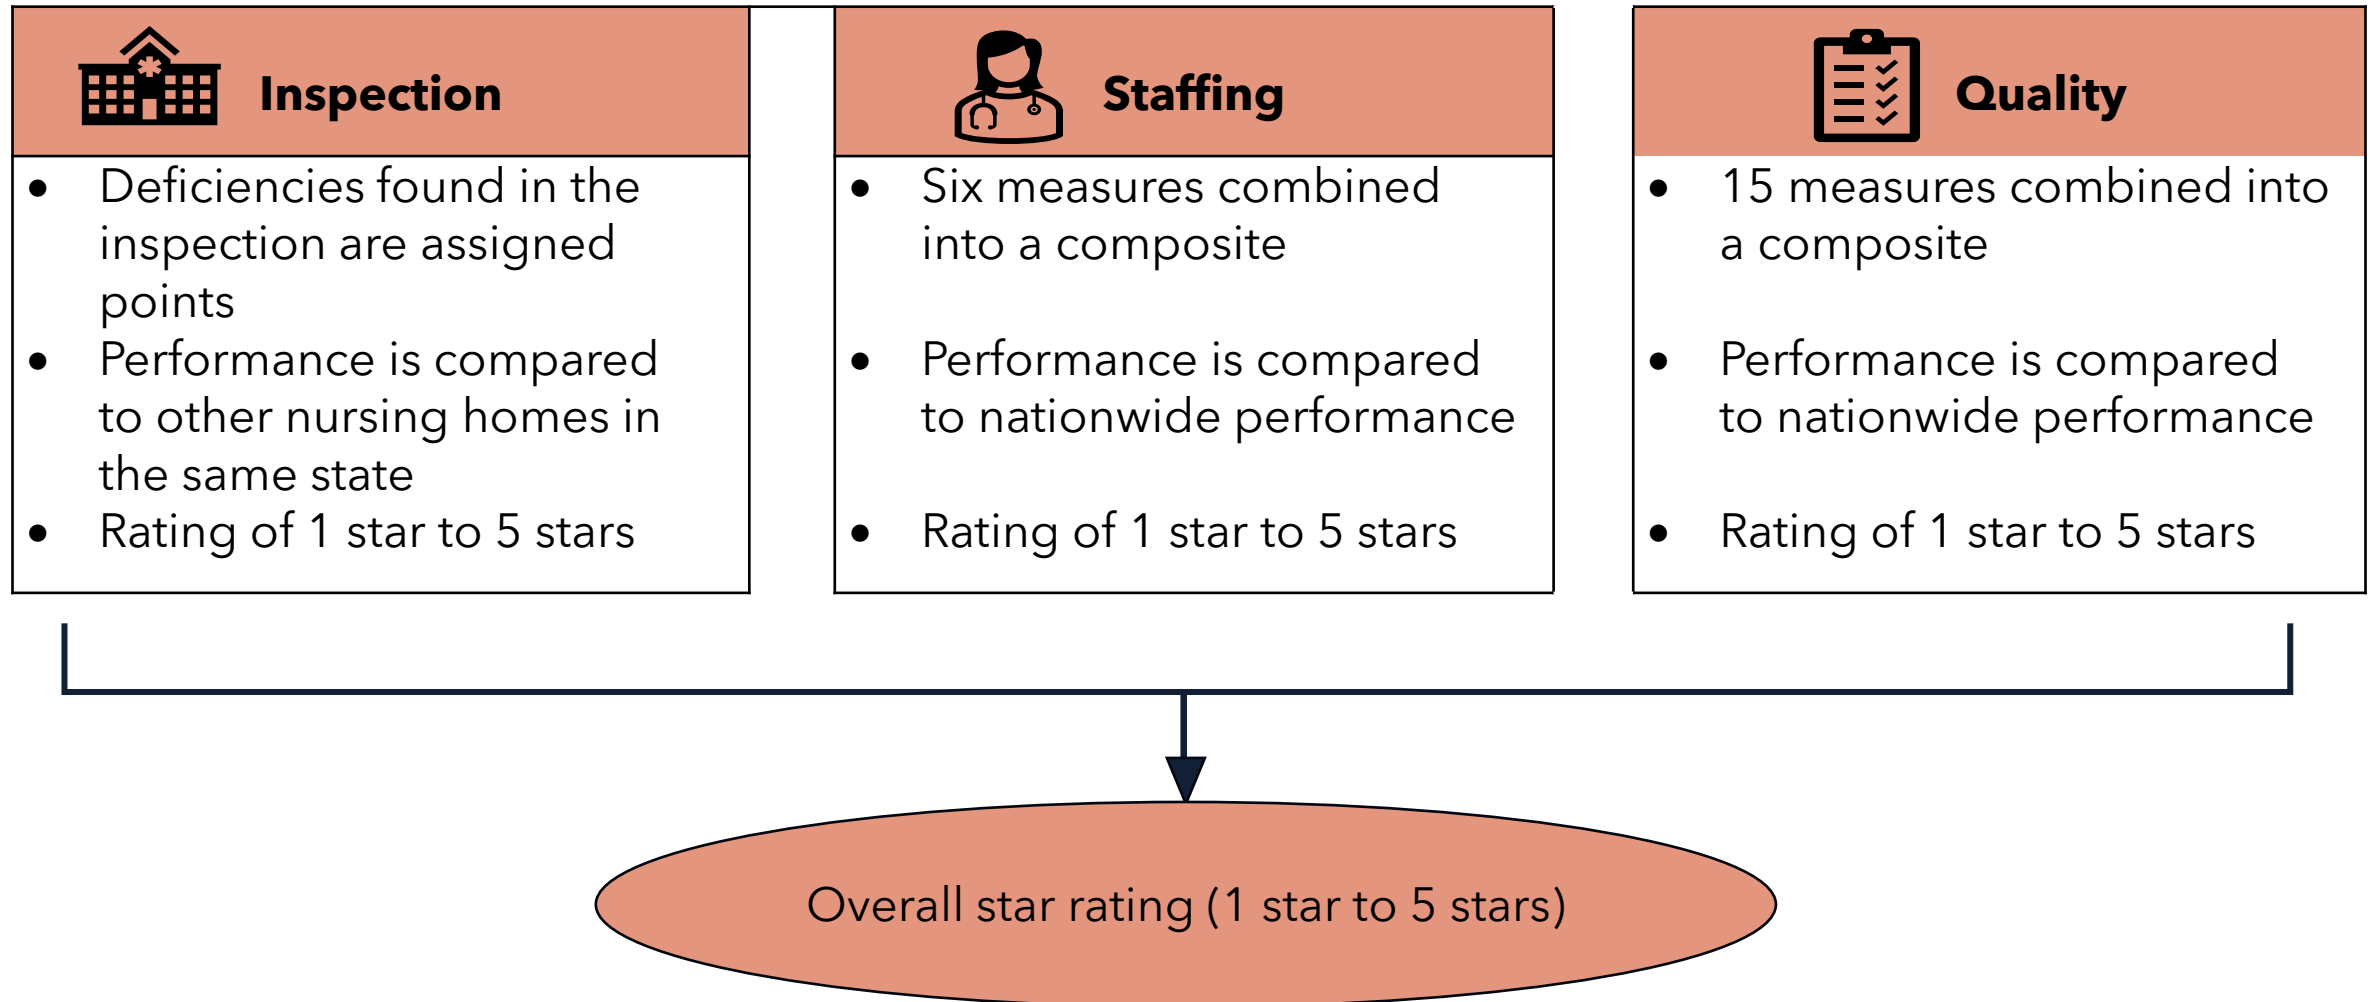 Inspection
• Deficiencies found in the
inspection are assigned
points
• Performance is compared
to other nursing homes in
the same state
• Rating of 1 star to 5 stars
Staffing
• Six measures combined
into a composite
• Performance is compared
to nationwide performance
• Rating of 1 star to 5 stars
Quality
• 15 measures combined into
a composite
• Performance is compared
to nationwide performance
• Rating of 1 star to 5 stars
Overall star rating (1 star to 5 stars)